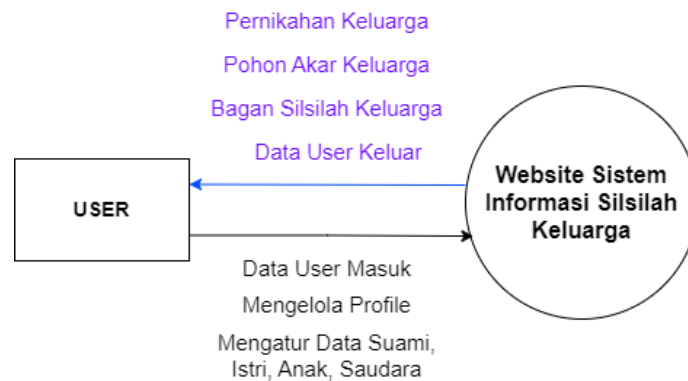 Pernikahan Keluarga
Pohon Akar Keluarga
Bagan Silsilah Keluarga
Data User Keluar
USER
Website Sistem
Informasi Silsilah
Keluarga
Data User Masuk
Mengelola Profile
Mengatur Data Suami,
Istri, Anak, Saudara